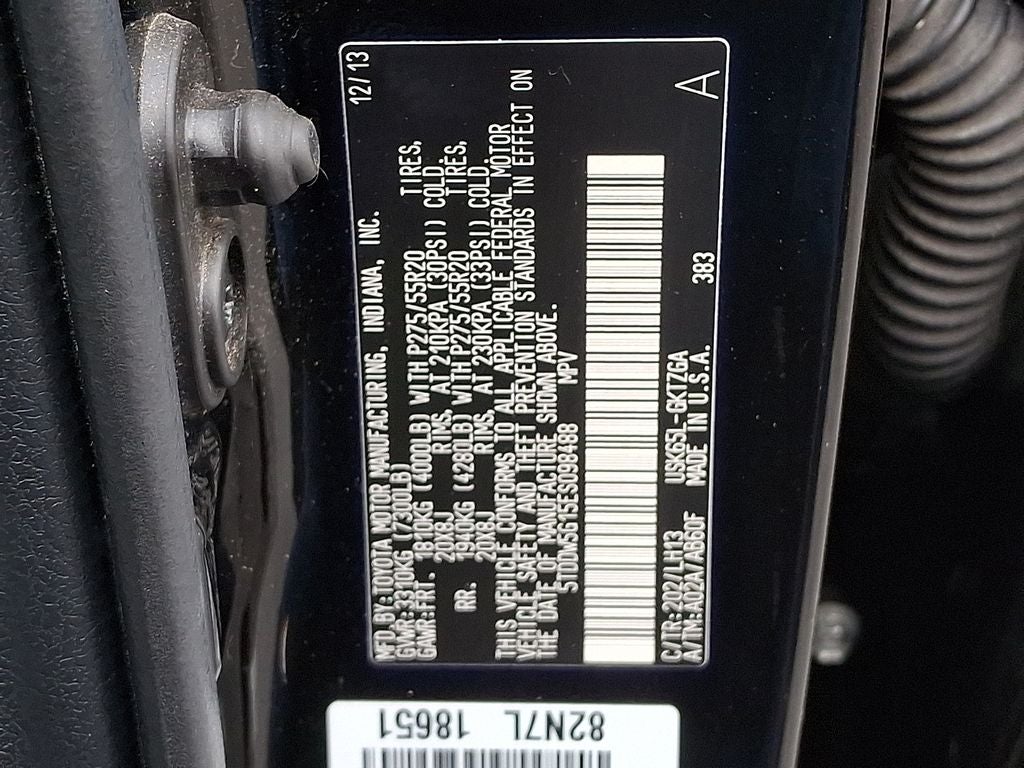 MFD.BY:TOYOTA MOTOR MANUFACTURING, INDIANA, INC. 12/13
GVWR:3310KG (7300LB)
GAWR:FRT. 1810KG (4000LB) WITH P275/55R20 TIRES,
20X8J RIMS, AT 210KPA (30PSI) COLD.
RR. 1940KG (4280LB) WITH P275/55R20 TIRES,
20X8J RIMS, AT 230KPA (33PSI) COLD.
THIS VEHICLE CONFORMS TO ALL APPLICABLE FEDERAL MOTOR
VEHICLE SAFETY AND THEFT PREVENTION STANDARDS IN EFFECT ON
THE DATE OF MANUFACTURE SHOWN ABOVE.
5TDDW5G15ES098488 MPV
C/TR:202/LH13 USK65L-GKTZGA 383
A/TM:A02A/AB60F MADE IN U.S.A. A
82N7L 18651